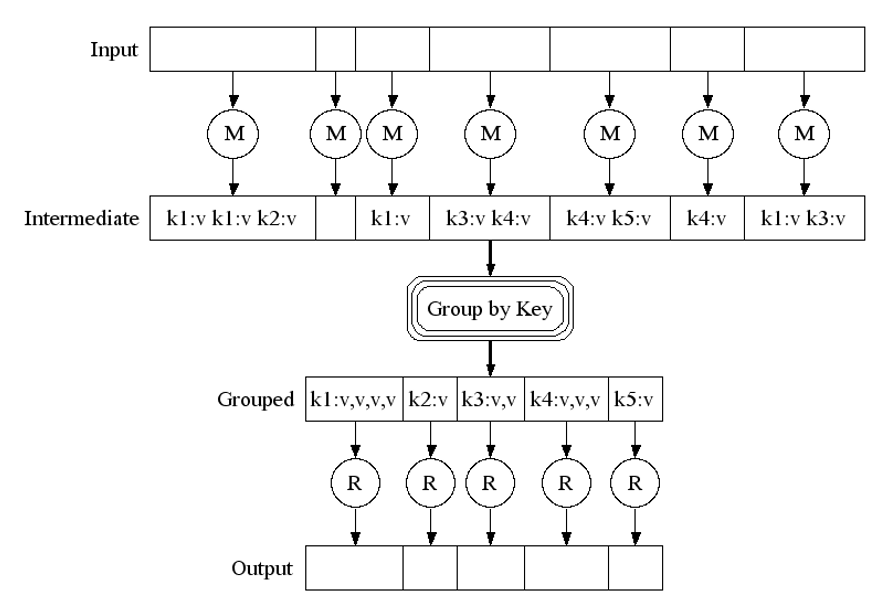 Input
M M M M M M M
Intermediate k1:v k1:v k2:v k1:v k3:v k4:v k4:v k5:v k4:v k1:v k3:v
Group by Key
Grouped k1:v,v,v,v k2:v k3:v,v k4:v,v,v k5:v
R R R R R
Output